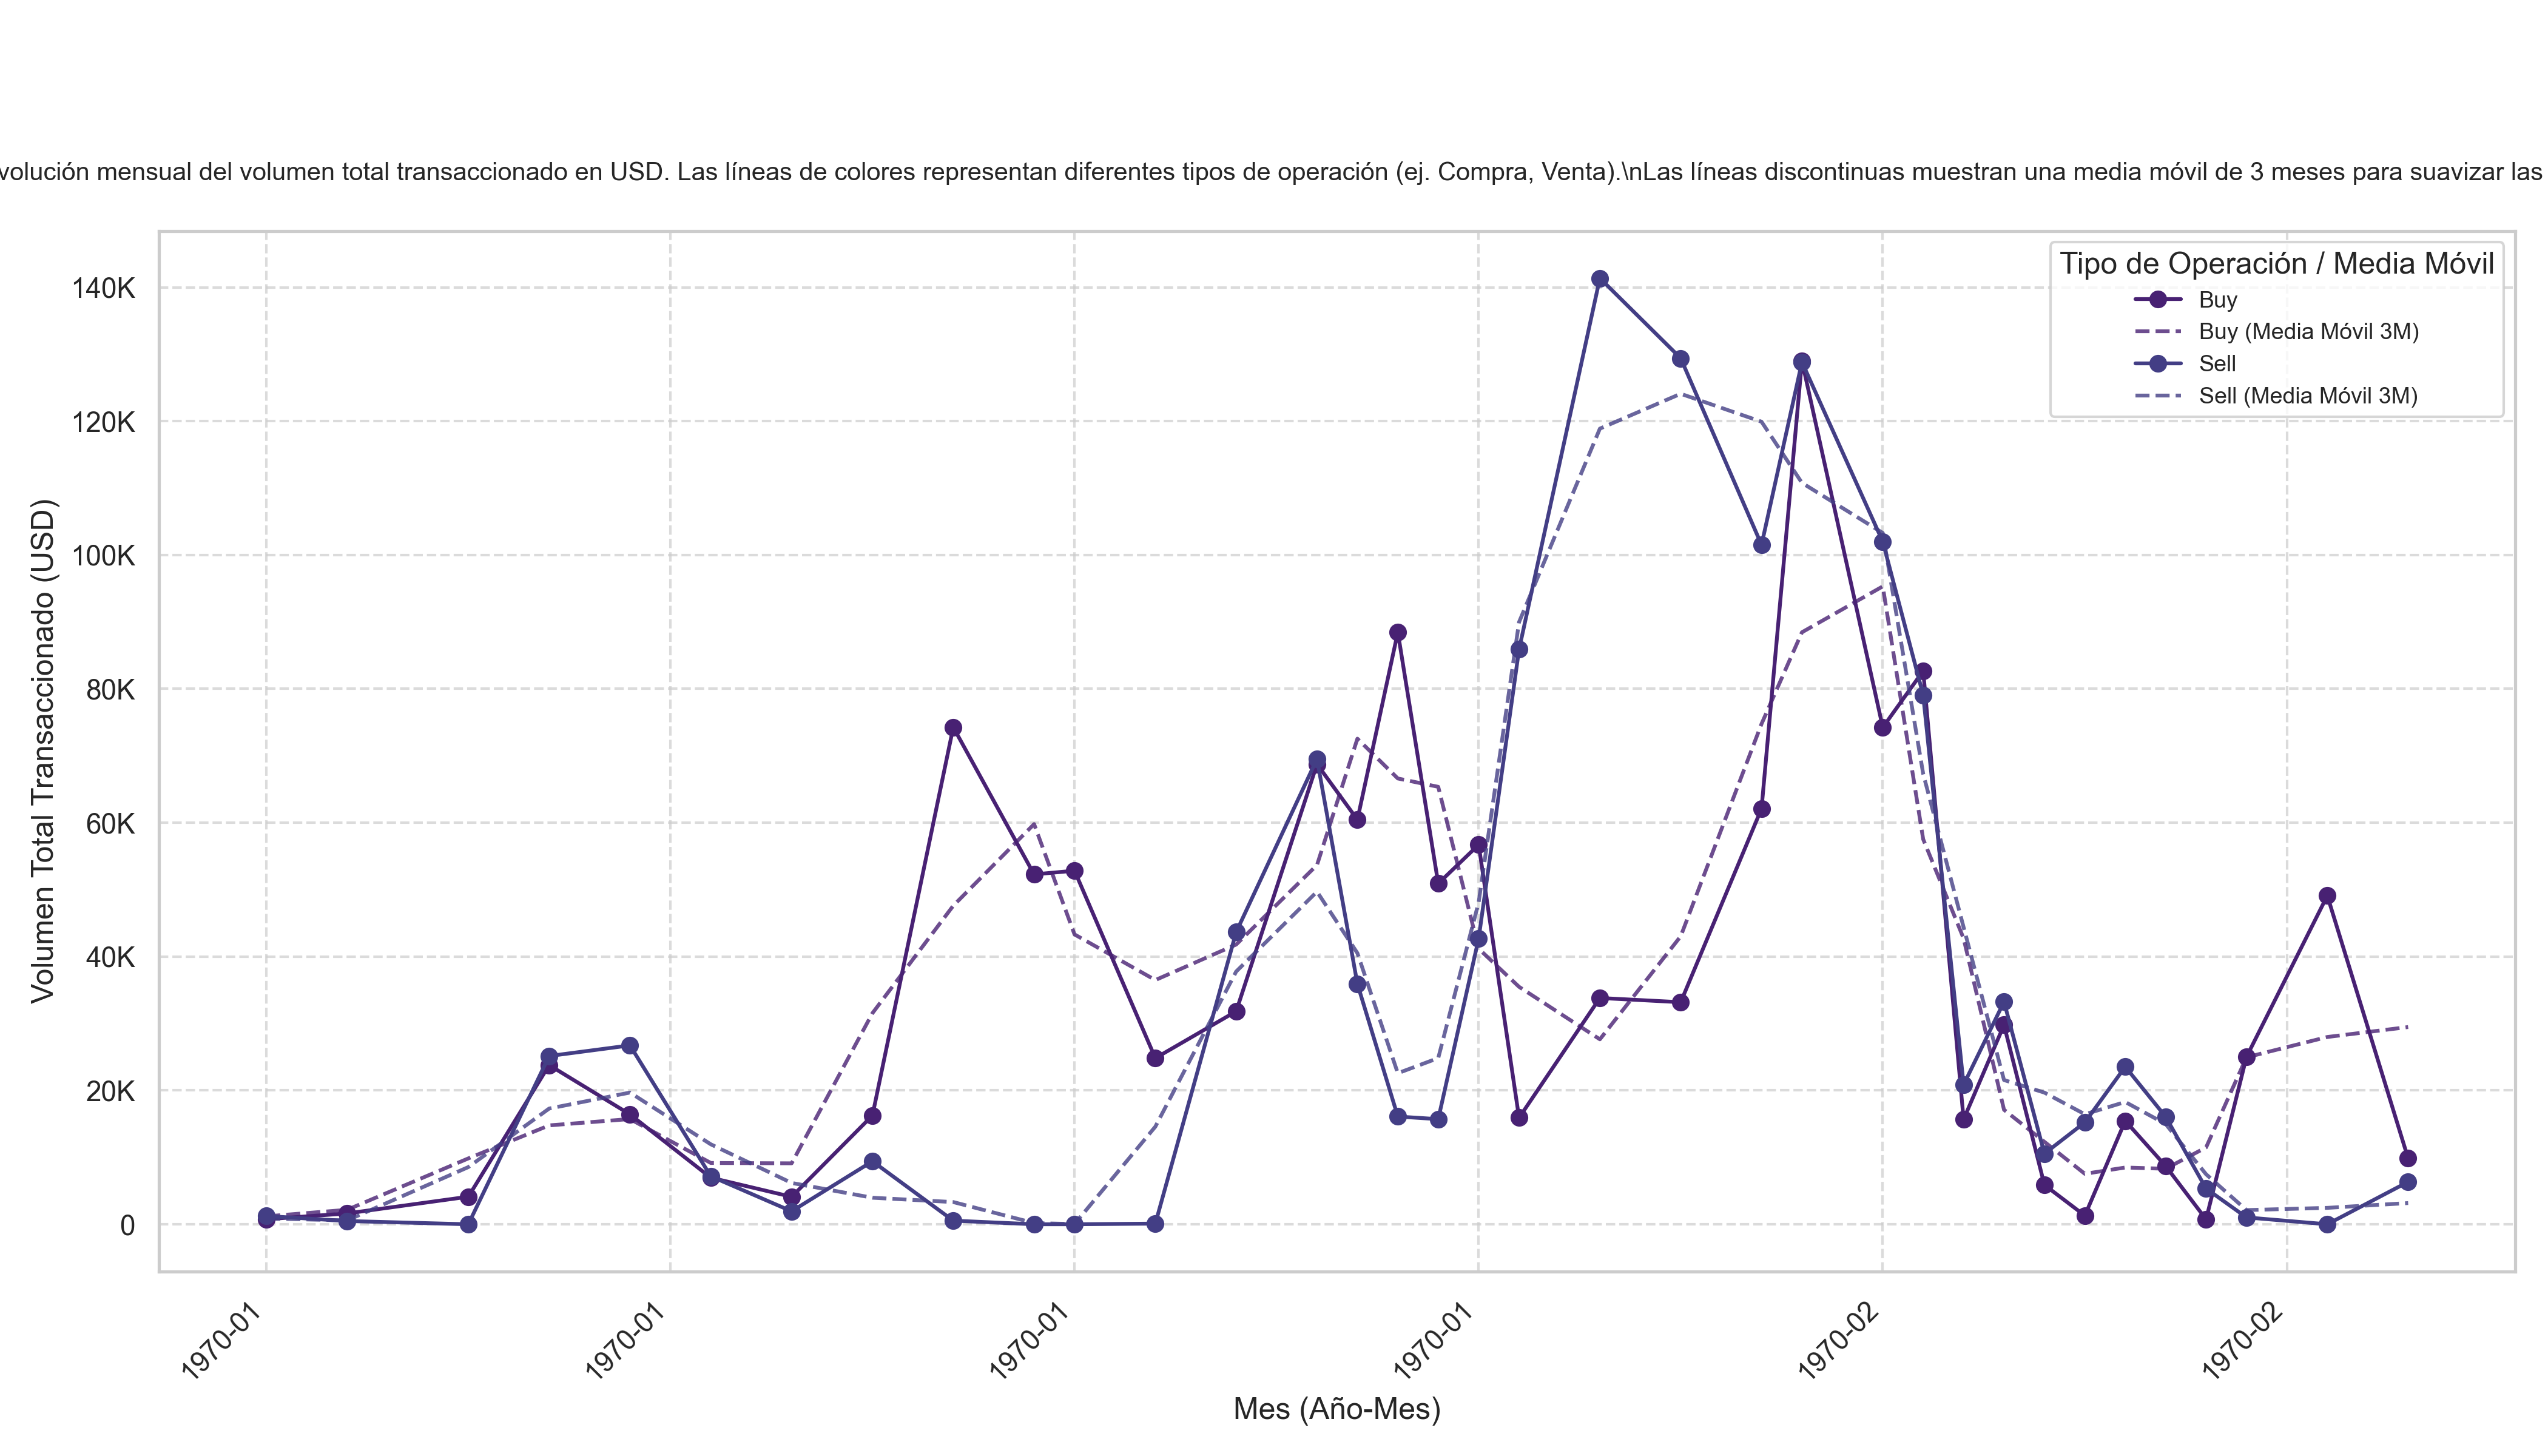 volución mensual del volumen total transaccionado en USD. Las líneas de colores representan diferentes tipos de operación (ej. Compra, Venta).\nLas líneas discontinuas muestran una media móvil de 3 meses para suavizar las
Tipo de Operación / Media Móvil
Buy
Buy (Media Móvil 3M)
Sell
Sell (Media Móvil 3M)
Volumen Total Transaccionado (USD)
140K
120K
100K
80K
60K
40K
20K
0
1970-01
1970-01
1970-01
1970-01
1970-02
1970-02
Mes (Año-Mes)